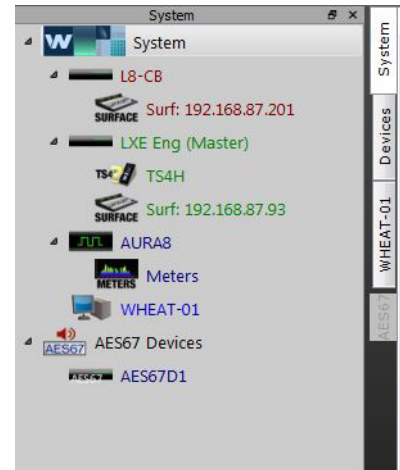 System
W System
L8-CB
SURFACE Surf: 192.168.87.201
LXE Eng (Master)
TS4 TS4H
SURFACE Surf: 192.168.87.93
AURA8
METERS Meters
WHEAT-01
AES67 AES67 Devices
AES67 AES67D1
System
Devices
WHEAT-01
AES67